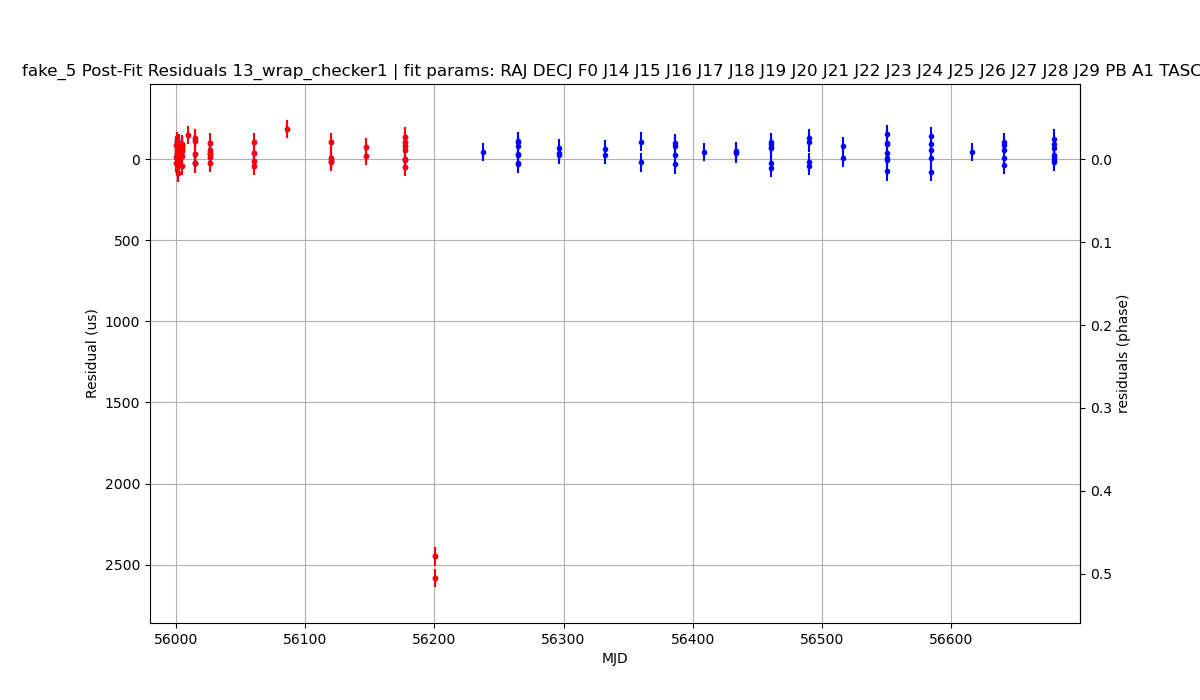 fake_5 Post-Fit Residuals 13_wrap_checker1 | fit params: RAJ DECJ F0 J14 J15 J16 J17 J18 J19 J20 J21 J22 J23 J24 J25 J26 J27 J28 J29 PB A1 TASC
0
500
1000
1500
2000
2500
Residual (us)
56000 56100 56200 56300 56400 56500 56600
MJD
0.0
0.1
0.2
0.3
0.4
0.5
residuals (phase)